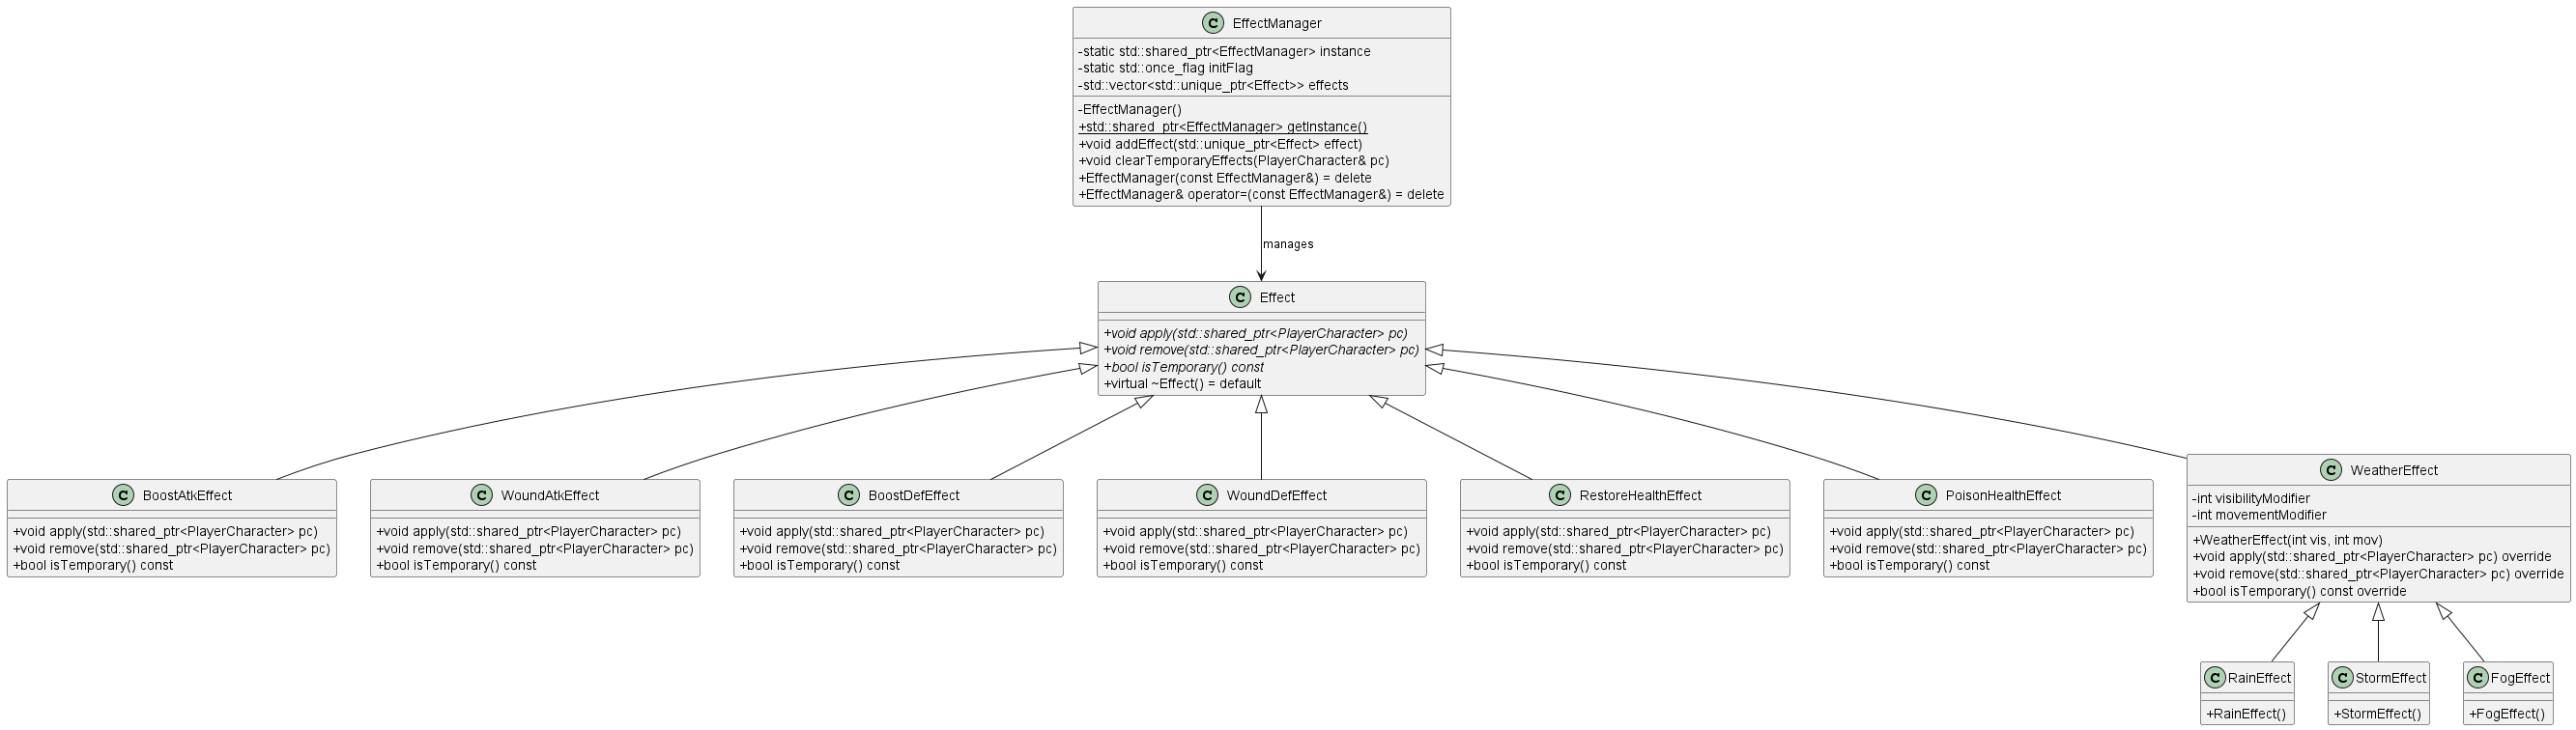 C EffectManager
-static std::shared_ptr<EffectManager> instance
-static std::once_flag initFlag
-std::vector<std::unique_ptr<Effect>> effects
-EffectManager()
+std::shared_ptr<EffectManager> getInstance()
+void addEffect(std::unique_ptr<Effect> effect)
+void clearTemporaryEffects(PlayerCharacter& pc)
+EffectManager(const EffectManager&) = delete
+EffectManager& operator=(const EffectManager&) = delete
manages
C Effect
+void apply(std::shared_ptr<PlayerCharacter> pc)
+void remove(std::shared_ptr<PlayerCharacter> pc)
+bool isTemporary() const
+virtual ~Effect() = default
C BoostAtkEffect
+void apply(std::shared_ptr<PlayerCharacter> pc)
+void remove(std::shared_ptr<PlayerCharacter> pc)
+bool isTemporary() const
C WoundAtkEffect
+void apply(std::shared_ptr<PlayerCharacter> pc)
+void remove(std::shared_ptr<PlayerCharacter> pc)
+bool isTemporary() const
C BoostDefEffect
+void apply(std::shared_ptr<PlayerCharacter> pc)
+void remove(std::shared_ptr<PlayerCharacter> pc)
+bool isTemporary() const
C WoundDefEffect
+void apply(std::shared_ptr<PlayerCharacter> pc)
+void remove(std::shared_ptr<PlayerCharacter> pc)
+bool isTemporary() const
C RestoreHealthEffect
+void apply(std::shared_ptr<PlayerCharacter> pc)
+void remove(std::shared_ptr<PlayerCharacter> pc)
+bool isTemporary() const
C PoisonHealthEffect
+void apply(std::shared_ptr<PlayerCharacter> pc)
+void remove(std::shared_ptr<PlayerCharacter> pc)
+bool isTemporary() const
C WeatherEffect
-int visibilityModifier
-int movementModifier
+WeatherEffect(int vis, int mov)
+void apply(std::shared_ptr<PlayerCharacter> pc) override
+void remove(std::shared_ptr<PlayerCharacter> pc) override
+bool isTemporary() const override
C RainEffect
+RainEffect()
C StormEffect
+StormEffect()
C FogEffect
+FogEffect()